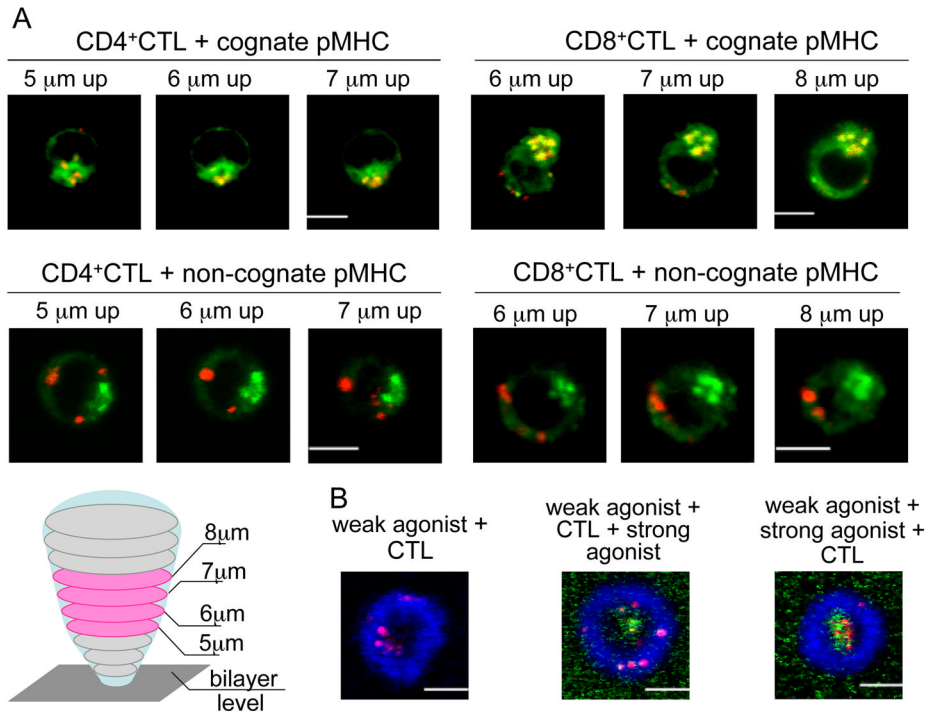 A
CD4⁺CTL + cognate pMHC
CD8⁺CTL + cognate pMHC
5 μm up
6 μm up
7 μm up
6 μm up
7 μm up
8 μm up
CD4⁺CTL + non-cognate pMHC
CD8⁺CTL + non-cognate pMHC
5 μm up
6 μm up
7 μm up
6 μm up
7 μm up
8 μm up
8μm
7μm
6μm
5μm
bilayer
level
B
weak agonist +
CTL
weak agonist +
CTL + strong
agonist
weak agonist +
strong agonist +
CTL